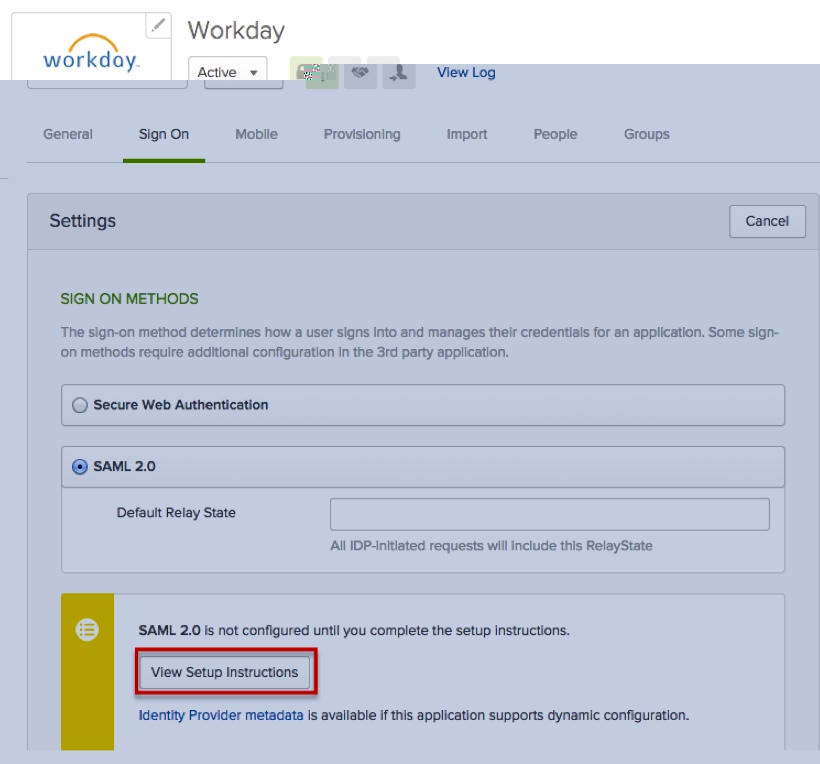 workday
Workday
Active
View Log
General Sign On Mobile Provisioning Import People Groups
Settings
Cancel
SIGN ON METHODS
The sign-on method determines how a user signs into and manages their credentials for an application. Some sign-
on methods require additional configuration in the 3rd party application.
Secure Web Authentication
SAML 2.0
Default Relay State
All IDP-initiated requests will include this RelayState
SAML 2.0 is not configured until you complete the setup instructions.
View Setup Instructions
Identity Provider metadata is available if this application supports dynamic configuration.